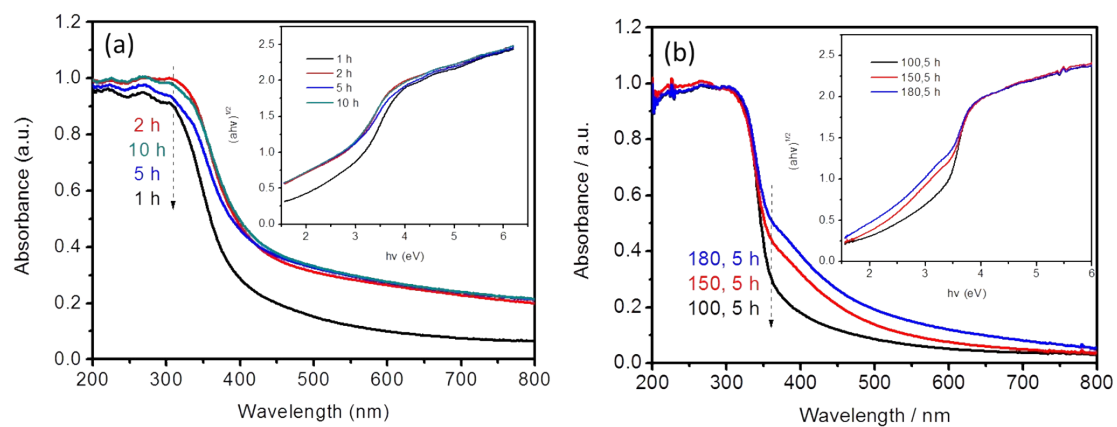 (a)
Absorbance (a.u.)
1.2
1.0
0.8
0.6
0.4
0.2
0.0
200 300 400 500 600 700 800
Wavelength (nm)
2 h
10 h
5 h
1 h
(ahv)^1/2
2.5
2.0
1.5
1.0
0.5
0.0
2 3 4 5 6
hv (eV)
1 h
2 h
5 h
10 h
(b)
Absorbance / a.u.
1.2
1.0
0.8
0.6
0.4
0.2
0.0
200 300 400 500 600 700 800
Wavelength / nm
180, 5 h
150, 5 h
100, 5 h
(ahv)^1/2
2.5
2.0
1.5
1.0
0.5
0.0
2 3 4 5 6
hv (eV)
100,5 h
150,5 h
180,5 h